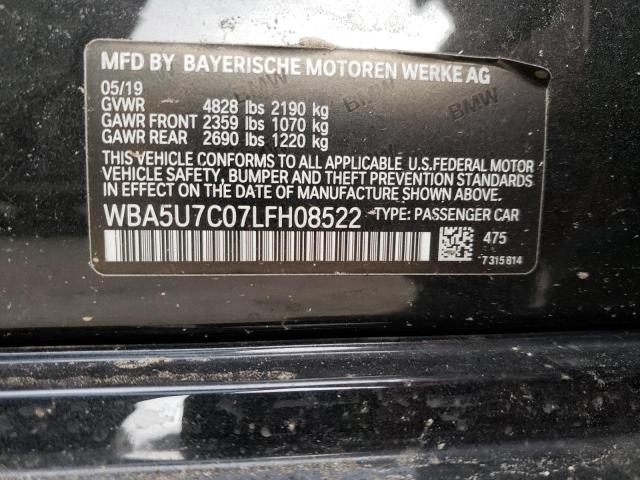 MFD BY BAYERISCHE MOTOREN WERKE AG
05/19
GVWR 4828 lbs 2190 kg
GAWR FRONT 2359 lbs 1070 kg
GAWR REAR 2690 lbs 1220 kg
THIS VEHICLE CONFORMS TO ALL APPLICABLE U.S.FEDERAL MOTOR
VEHICLE SAFETY, BUMPER AND THEFT PREVENTION STANDARDS
IN EFFECT ON THE DATE OF MANUFACTURE SHOWN ABOVE.
WBA5U7C07LFH08522 TYPE: PASSENGER CAR
475
7315814
BMW
BMW